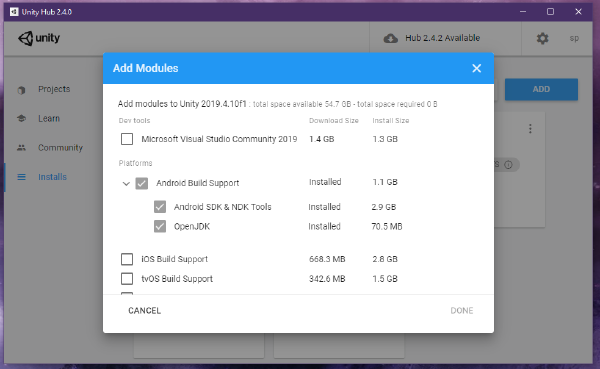 Unity Hub 2.4.0
unity
Hub 2.4.2 Available
sp
Projects
Learn
Community
Installs
ADD
Add Modules
Add modules to Unity 2019.4.10f1 : total space available 54.7 GB - total space required 0 B
Dev tools Download Size Install Size
Microsoft Visual Studio Community 2019 1.4 GB 1.3 GB
Platforms
Android Build Support Installed 1.1 GB
Android SDK & NDK Tools Installed 2.9 GB
OpenJDK Installed 70.5 MB
iOS Build Support 668.3 MB 2.8 GB
tvOS Build Support 342.6 MB 1.5 GB
CANCEL DONE